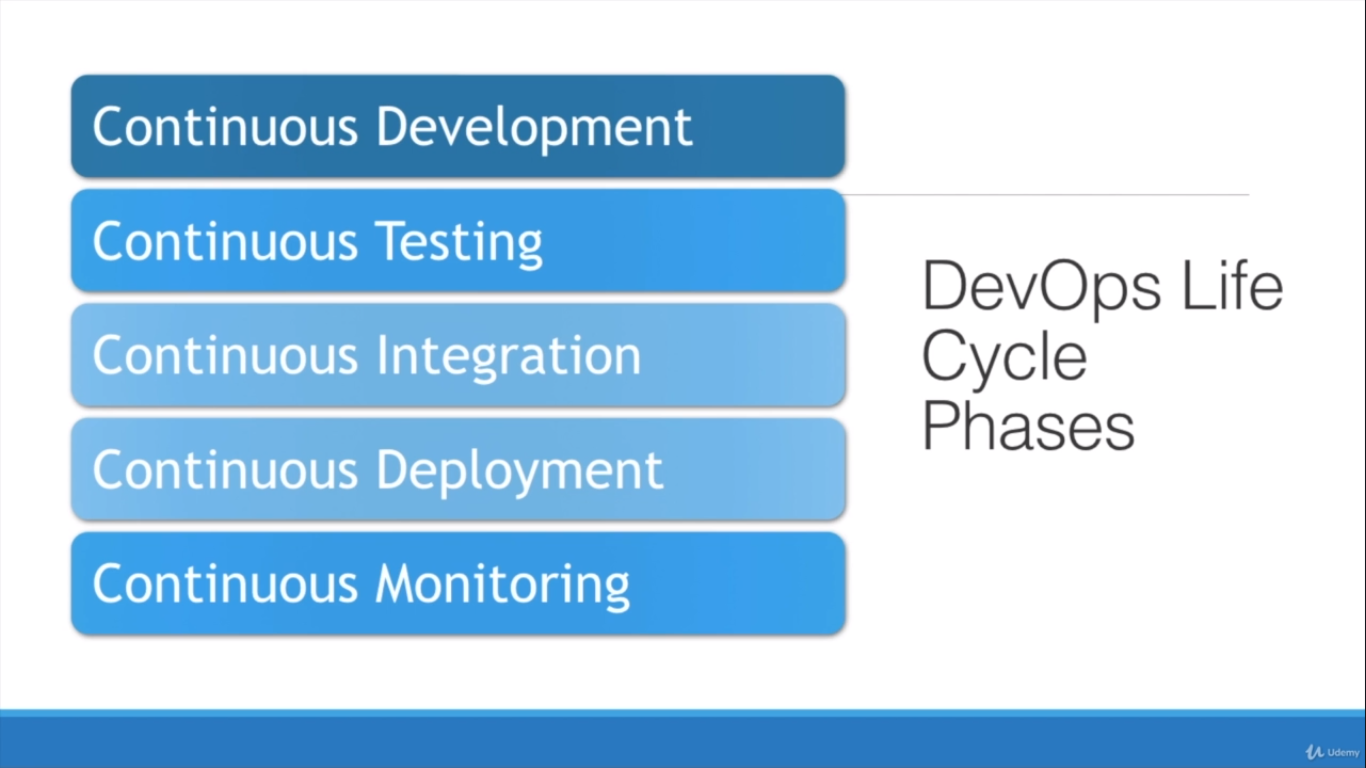 Continuous Development
Continuous Testing
Continuous Integration
Continuous Deployment
Continuous Monitoring
DevOps Life
Cycle
Phases
Udemy